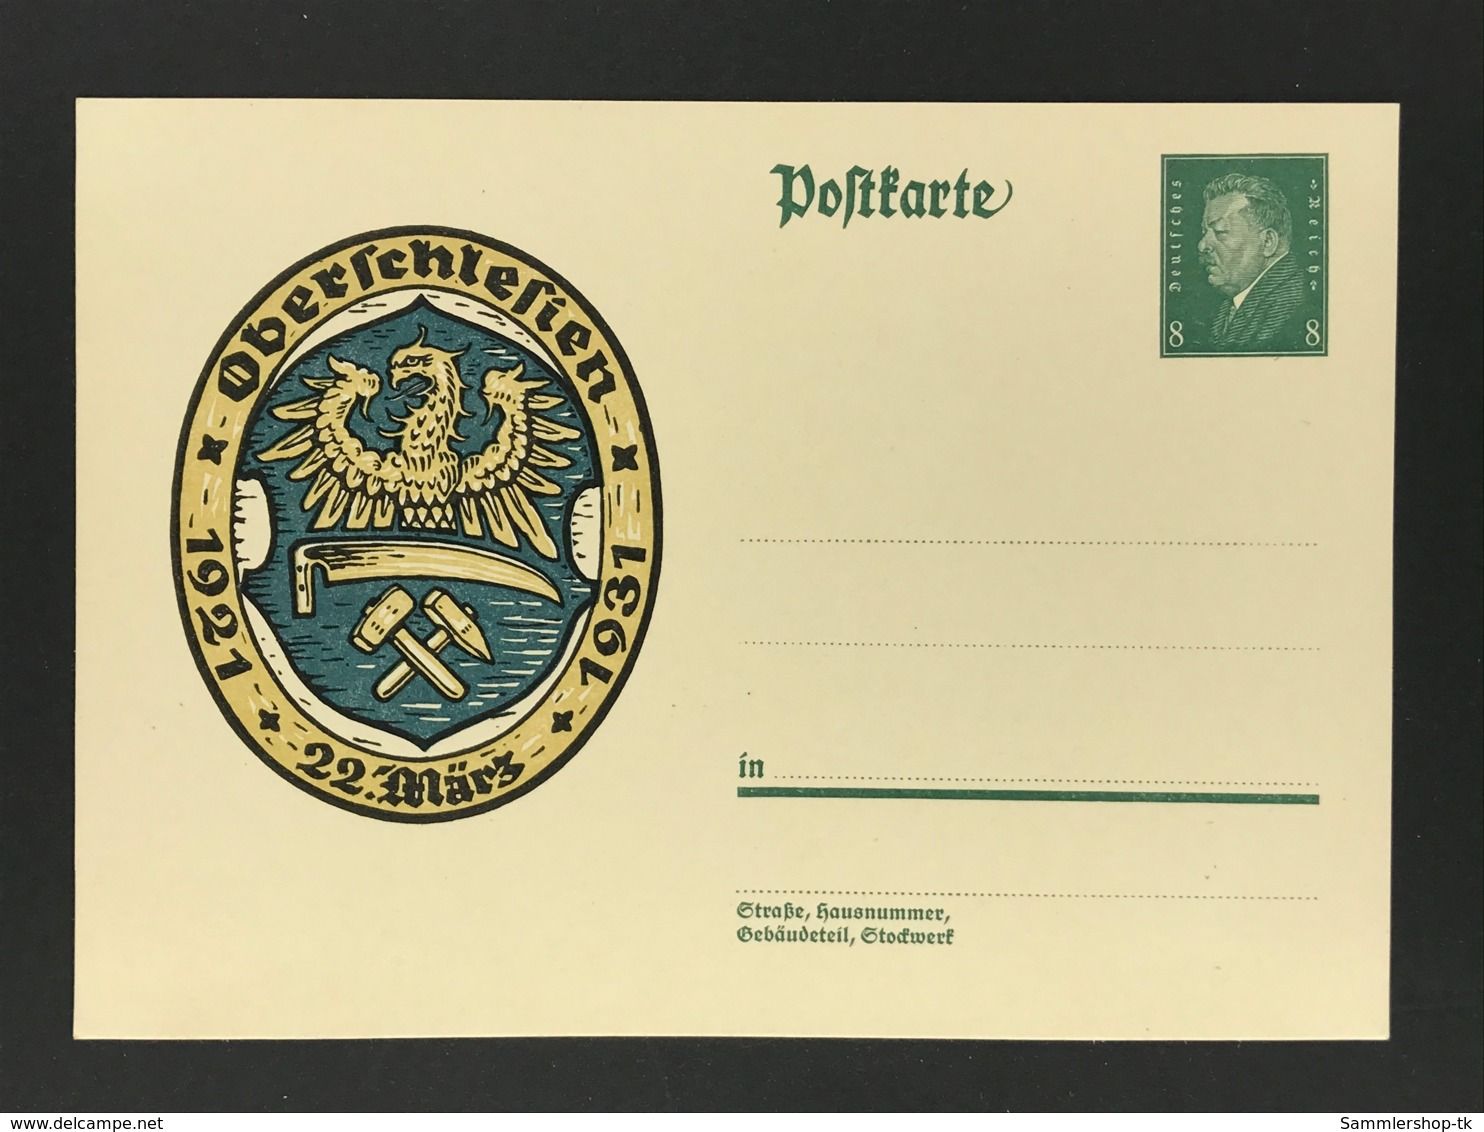 Postkarte
Deutsches
Reich
8 8
Oberschlesien
1921
1931
22. März
in
Straße, Hausnummer,
Gebäudeteil, Stockwerk
www.delcampe.net
Sammlershop-tk